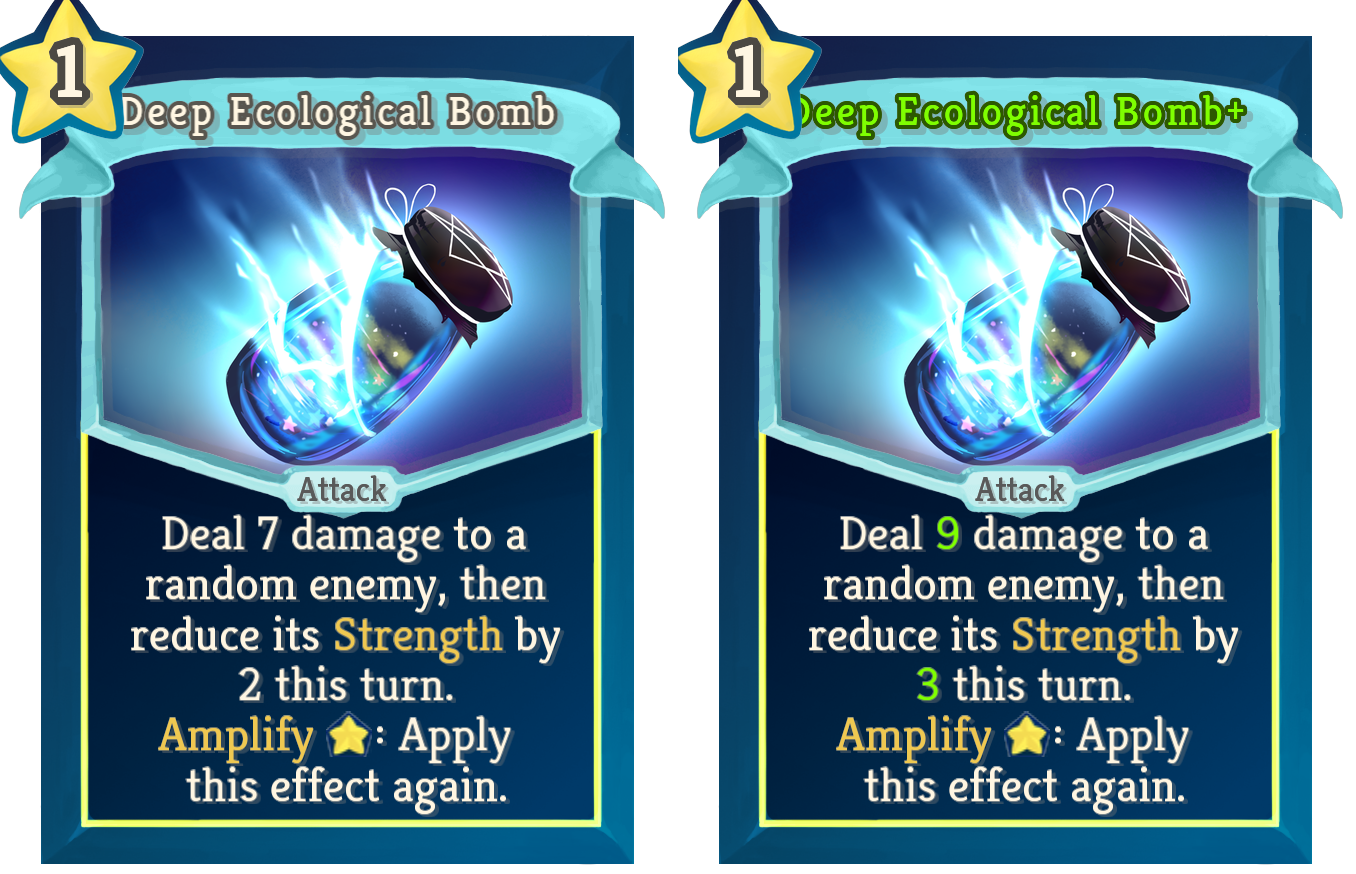 1
Deep Ecological Bomb
Attack
Deal 7 damage to a
random enemy, then
reduce its Strength by
2 this turn.
Amplify : Apply
this effect again.
1
Deep Ecological Bomb+
Attack
Deal 9 damage to a
random enemy, then
reduce its Strength by
3 this turn.
Amplify : Apply
this effect again.